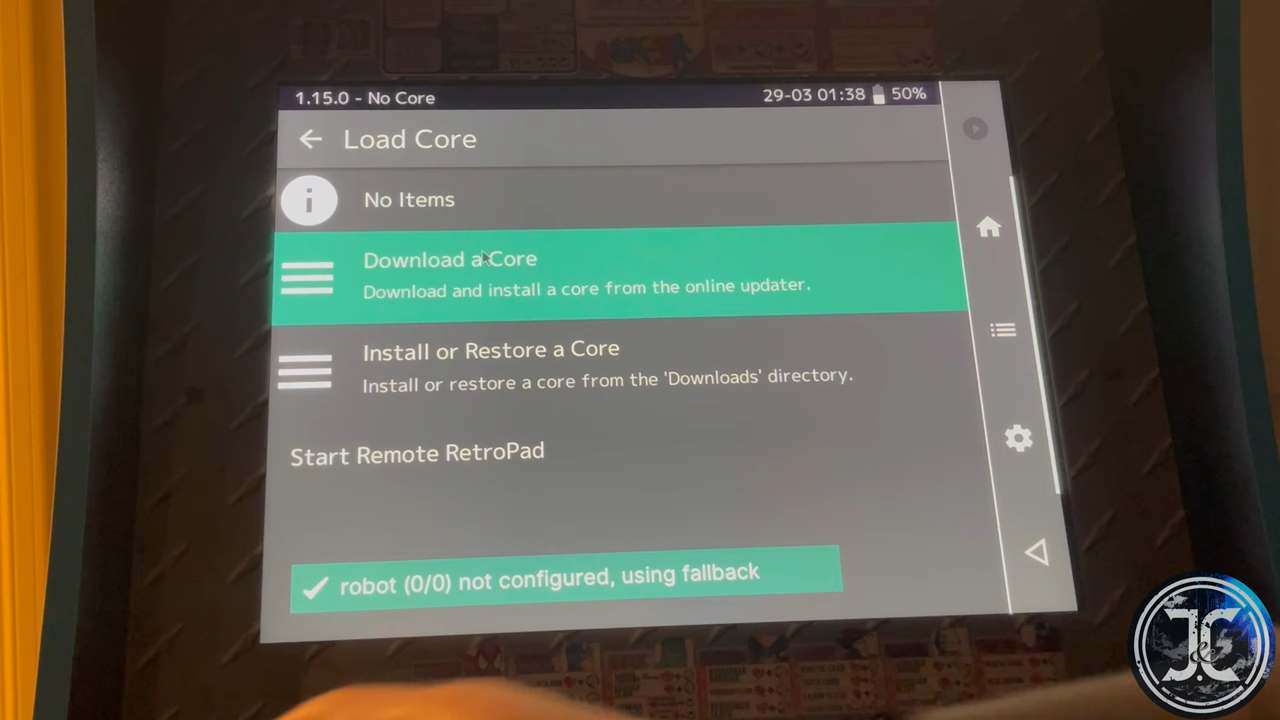 1.15.0 - No Core
29-03 01:38 50%
Load Core
No Items
Download a Core
Download and install a core from the online updater.
Install or Restore a Core
Install or restore a core from the 'Downloads' directory.
Start Remote RetroPad
robot (0/0) not configured, using fallback
J&G